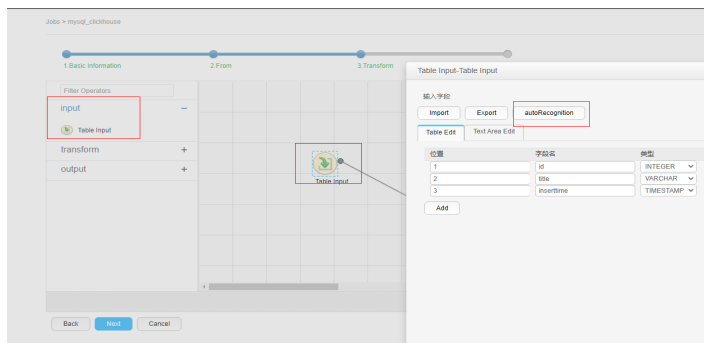 Jobs > mysql_clickhouse
1.Basic Information 2.From 3.Transform
Filter Operators
input −
Table Input
transform +
output +
Table Input
Back Next Cancel
Table Input-Table Input
输入字段
Import Export autoRecognition
Table Edit Text Area Edit
位置 字段名 类型
1 id INTEGER
2 title VARCHAR
3 inserttime TIMESTAMP
Add